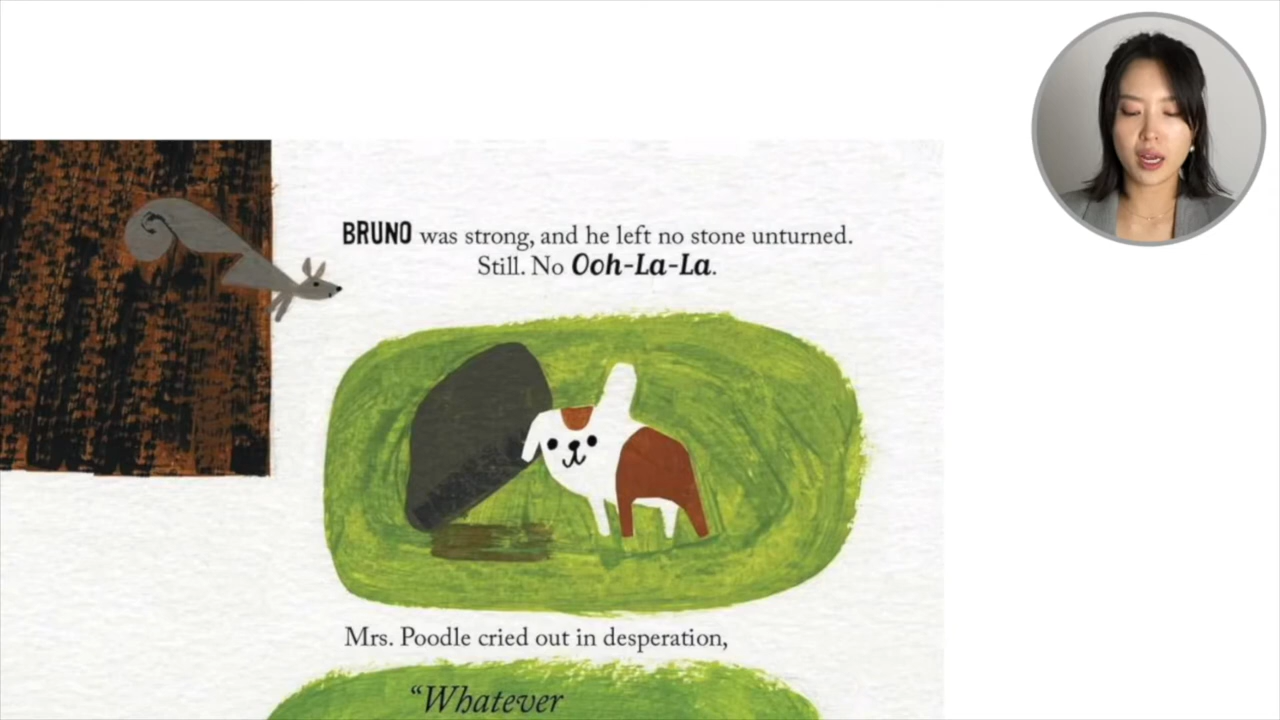 BRUNO was strong, and he left no stone unturned.
Still. No Ooh-La-La.
Mrs. Poodle cried out in desperation,
“Whatever